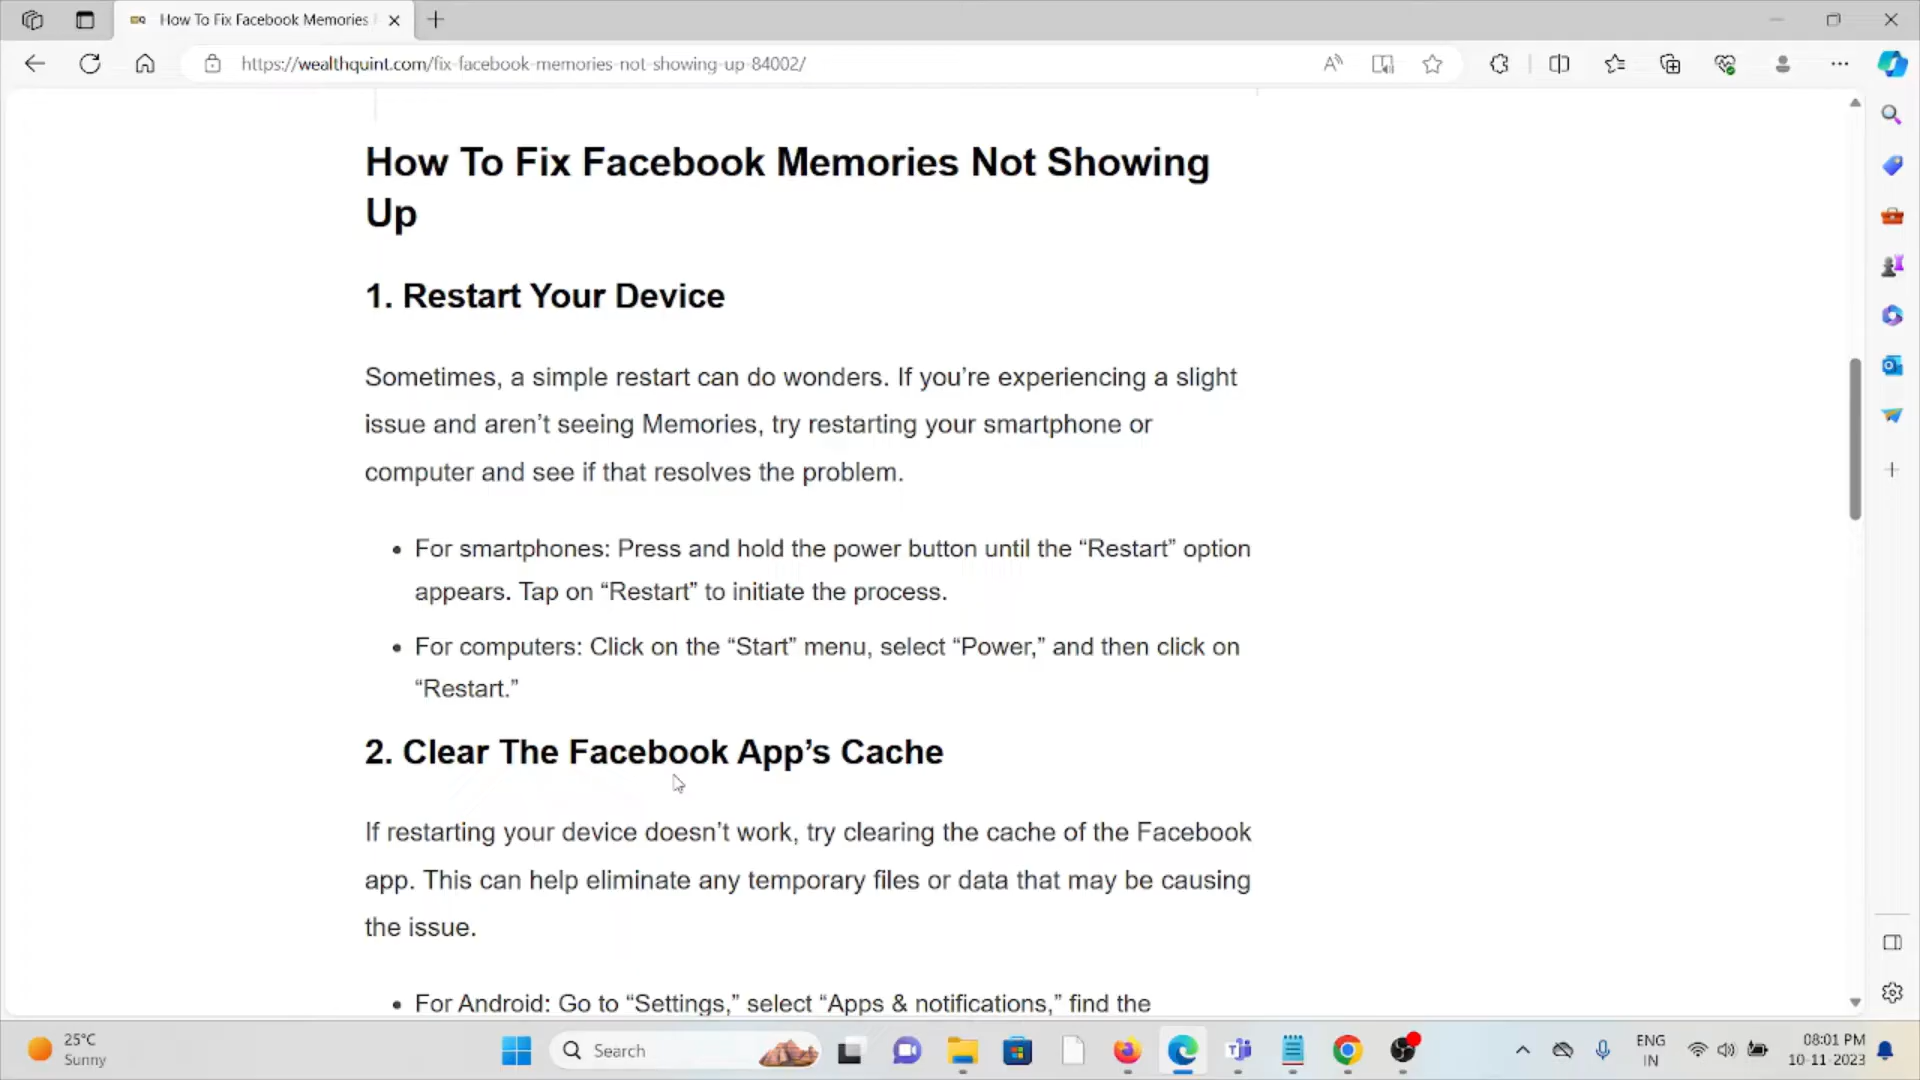 How To Fix Facebook Memories
https://wealthquint.com/fix-facebook-memories-not-showing-up-84002/
How To Fix Facebook Memories Not Showing
Up
1. Restart Your Device
Sometimes, a simple restart can do wonders. If you’re experiencing a slight
issue and aren’t seeing Memories, try restarting your smartphone or
computer and see if that resolves the problem.
• For smartphones: Press and hold the power button until the “Restart” option
appears. Tap on “Restart” to initiate the process.
• For computers: Click on the “Start” menu, select “Power,” and then click on
“Restart.”
2. Clear The Facebook App’s Cache
If restarting your device doesn’t work, try clearing the cache of the Facebook
app. This can help eliminate any temporary files or data that may be causing
the issue.
• For Android: Go to “Settings,” select “Apps & notifications,” find the
25°C
Sunny
Search
ENG
IN
08:01 PM
10-11-2023